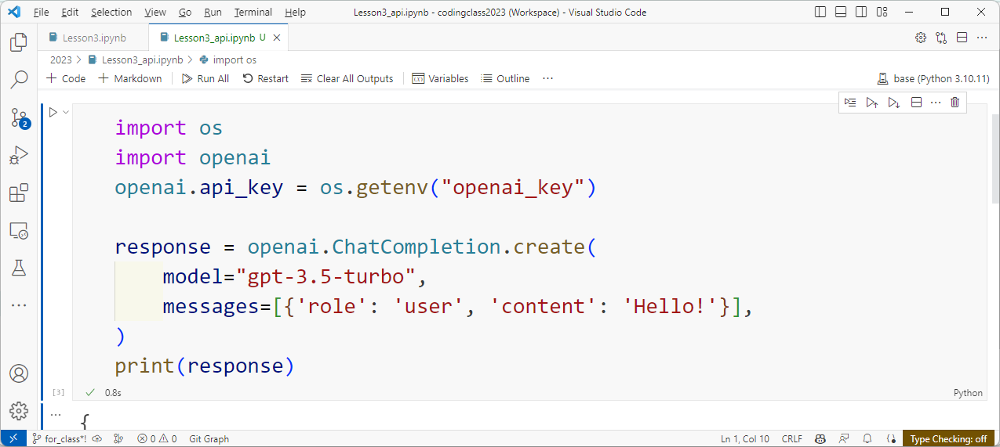 File Edit Selection View Go Run Terminal Help Lesson3_api.ipynb - codingclass2023 (Workspace) - Visual Studio Code
Lesson3.ipynb Lesson3_api.ipynb U
2023 > Lesson3_api.ipynb > import os
+ Code + Markdown Run All Restart Clear All Outputs Variables Outline ... base (Python 3.10.11)
import os
import openai
openai.api_key = os.getenv("openai_key")
response = openai.ChatCompletion.create(
model="gpt-3.5-turbo",
messages=[{'role': 'user', 'content': 'Hello!'}],
)
print(response)
[3] ✓ 0.8s Python
{
2
for_class*! 0 0 Git Graph Ln 1, Col 10 CRLF Type Checking: off